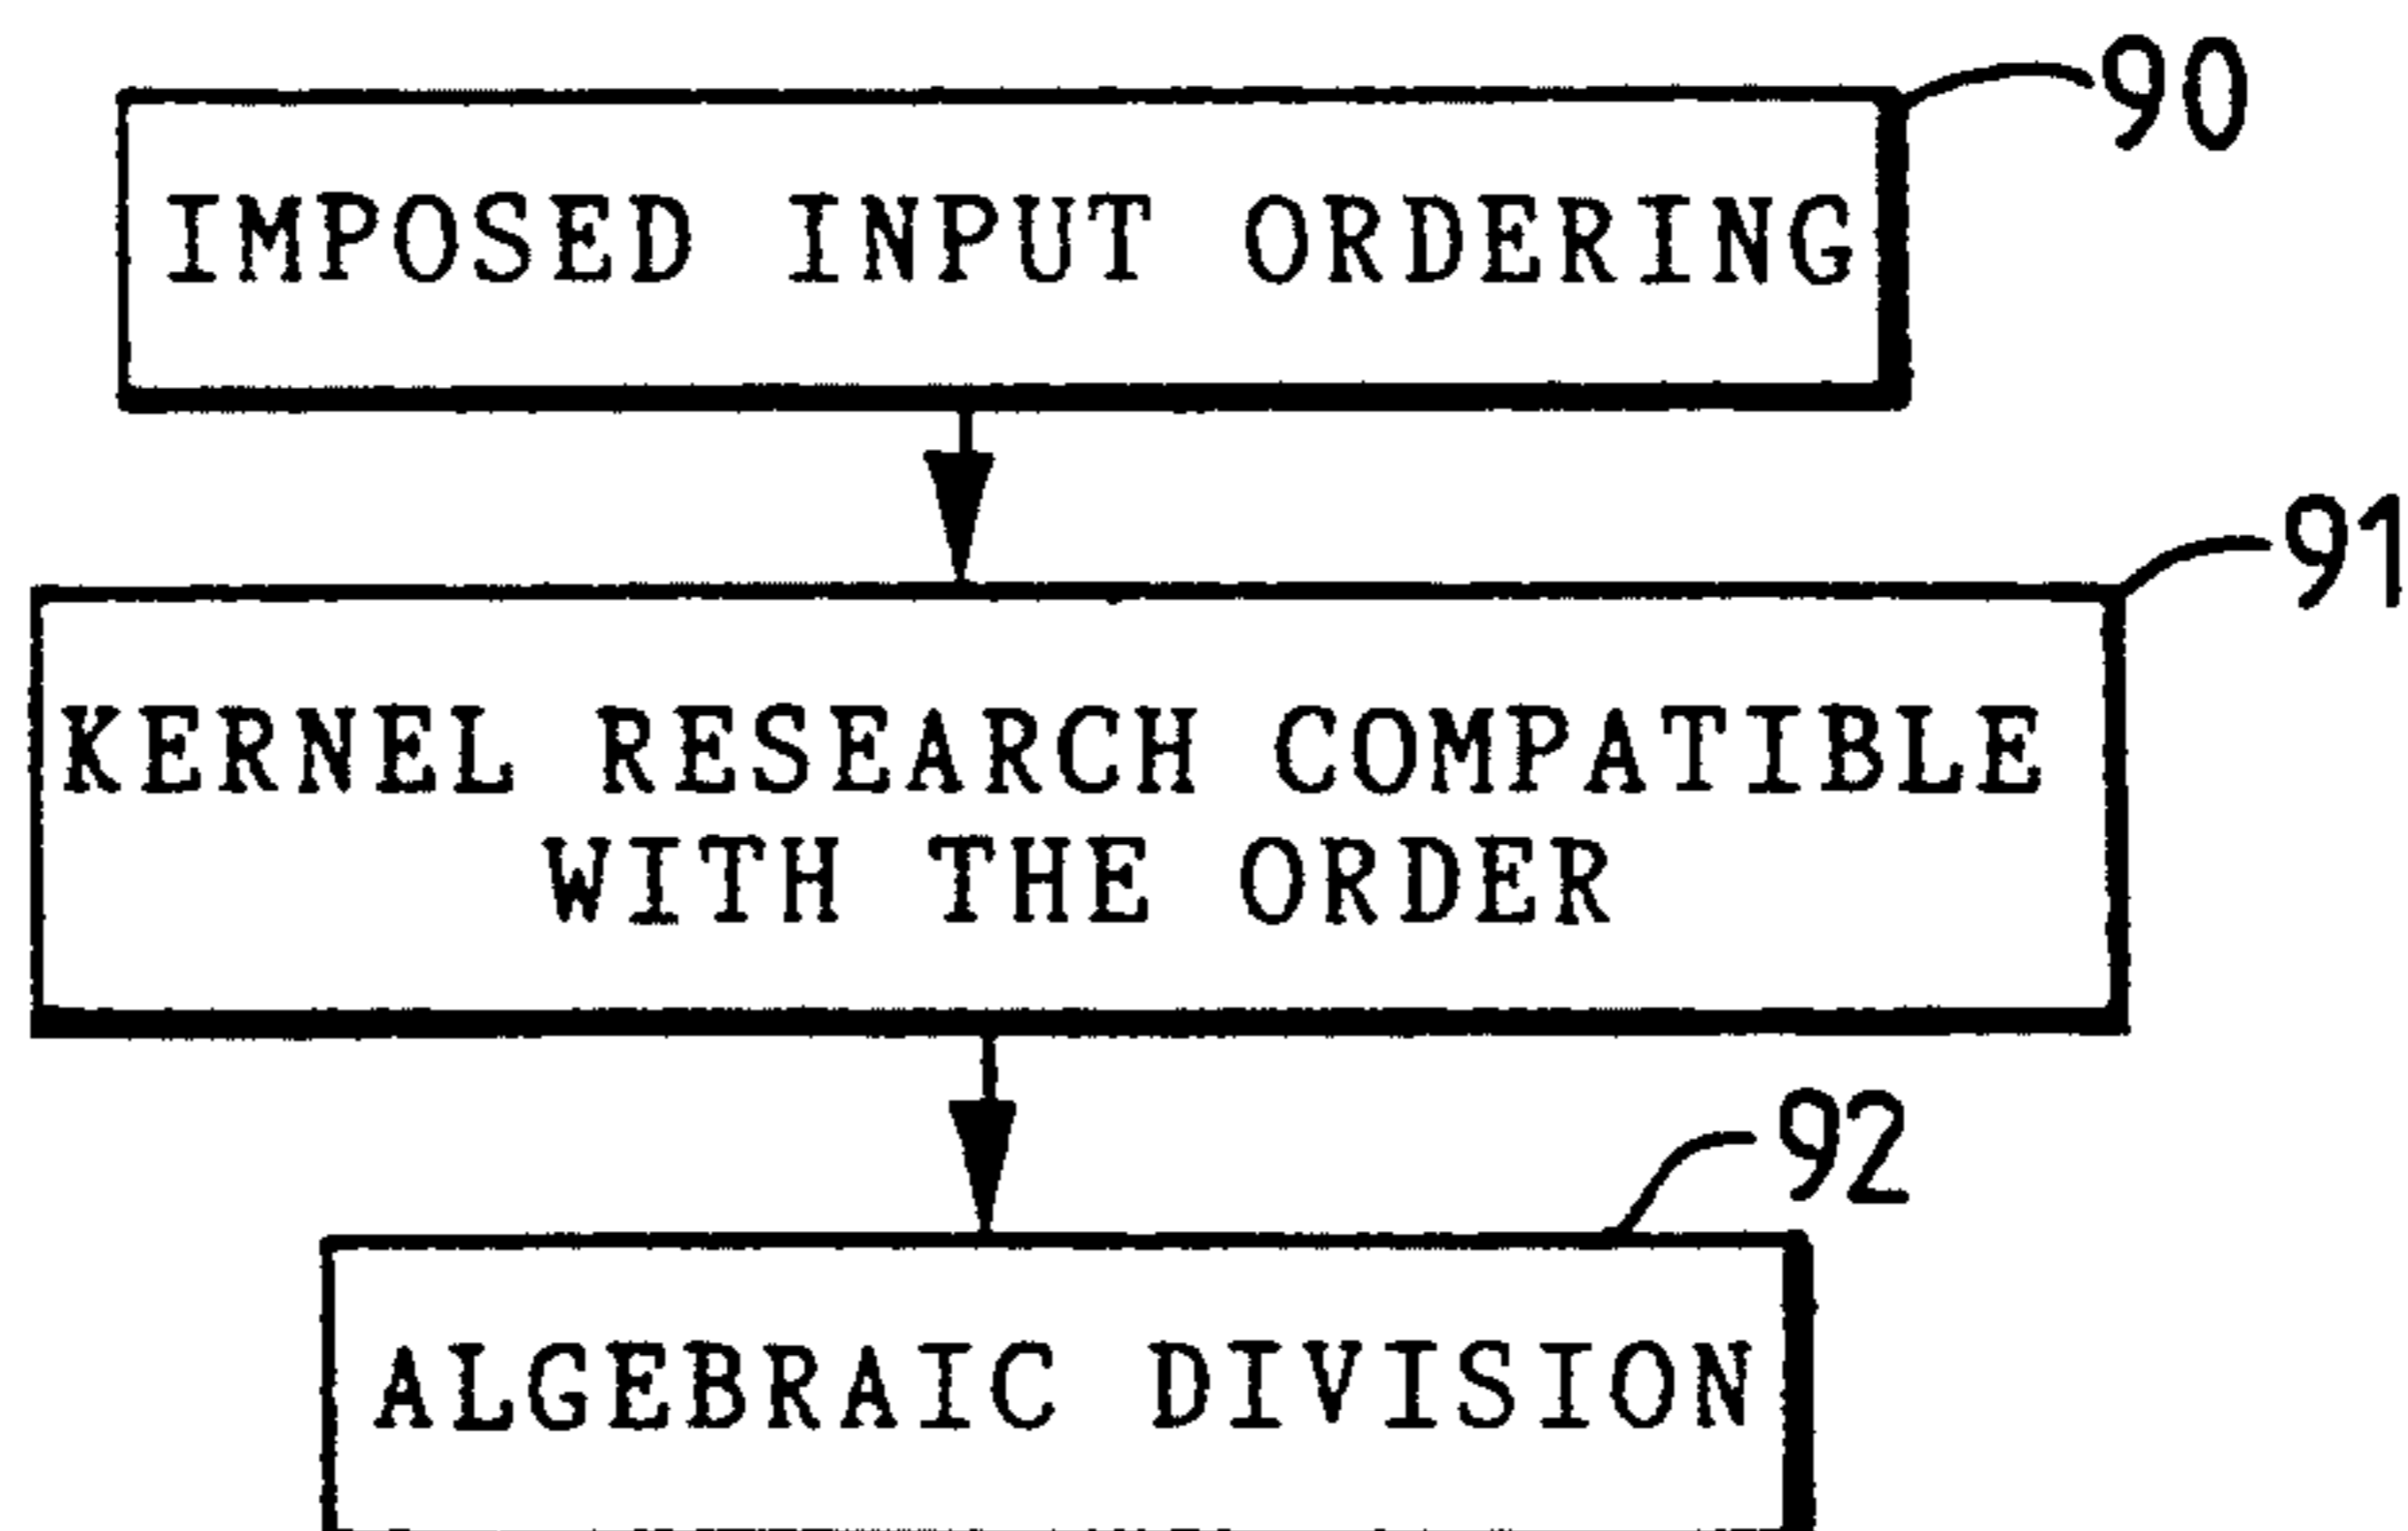 90
IMPOSED INPUT ORDERING
91
KERNEL RESEARCH COMPATIBLE
WITH THE ORDER
92
ALGEBRAIC DIVISION